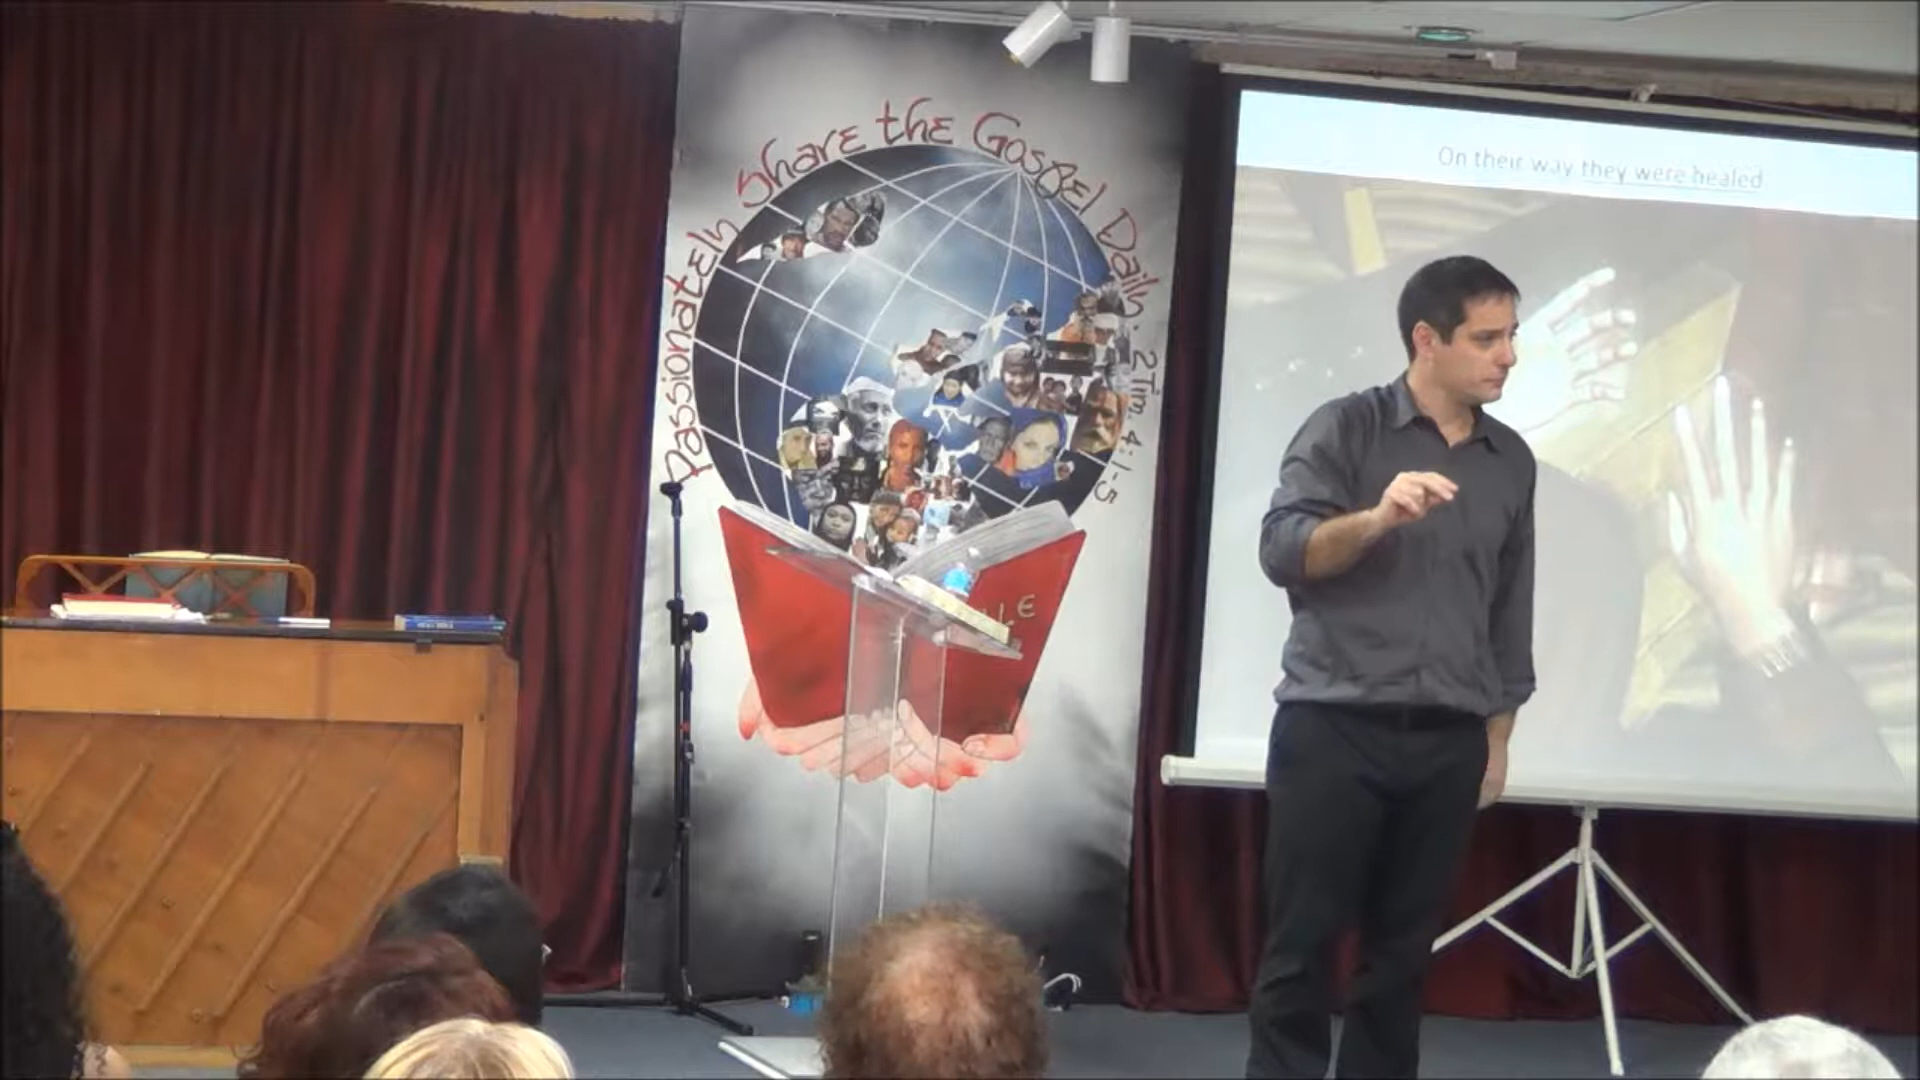 Passionately Share the Gospel Daily. 2Tim. 4:1-5
On their way they were healed